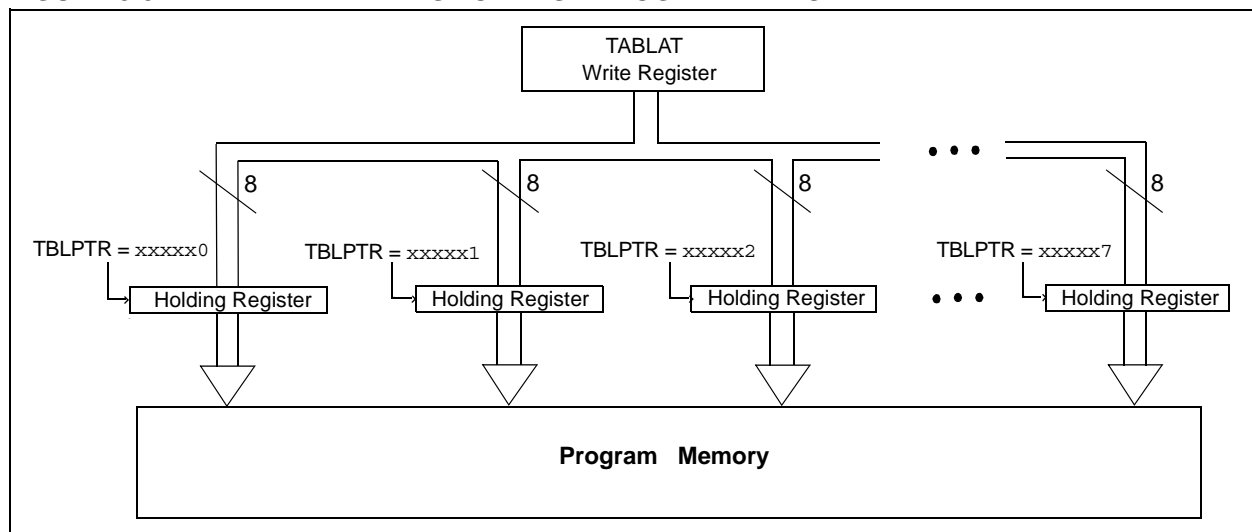 TABLAT
Write Register
8 8 8 8
TBLPTR = xxxxx0 TBLPTR = xxxxx1 TBLPTR = xxxxx2 TBLPTR = xxxxx7
Holding Register Holding Register Holding Register Holding Register
Program Memory